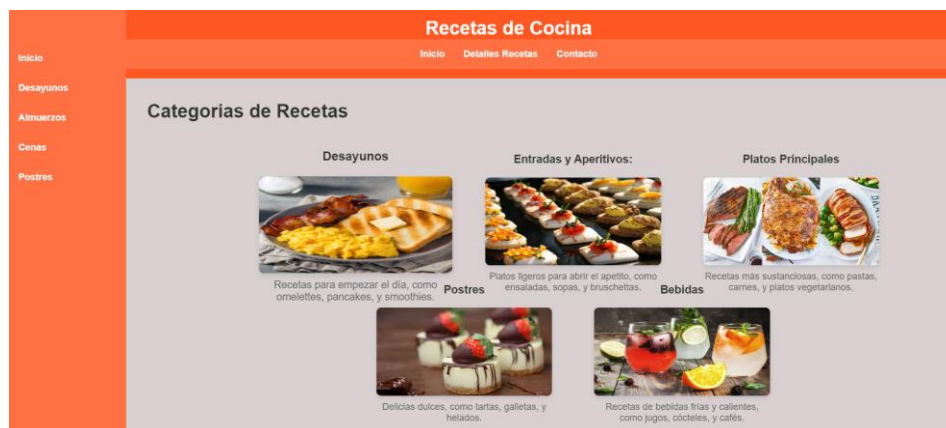 Recetas de Cocina
Inicio Detalles Recetas Contacto
Inicio
Desayunos
Almuerzos
Cenas
Postres
Categorias de Recetas
Desayunos
Recetas para empezar el día, como
omelettes, pancakes, y smoothies.
Entradas y Aperitivos:
Platos ligeros para abrir el apetito, como
ensaladas, sopas, y bruschettas.
Platos Principales
Recetas más sustanciosas, como pastas,
carnes, y platos vegetarianos.
Postres
Delicias dulces, como tartas, galletas, y
helados.
Bebidas
Recetas de bebidas frías y calientes,
como jugos, cócteles, y cafés.